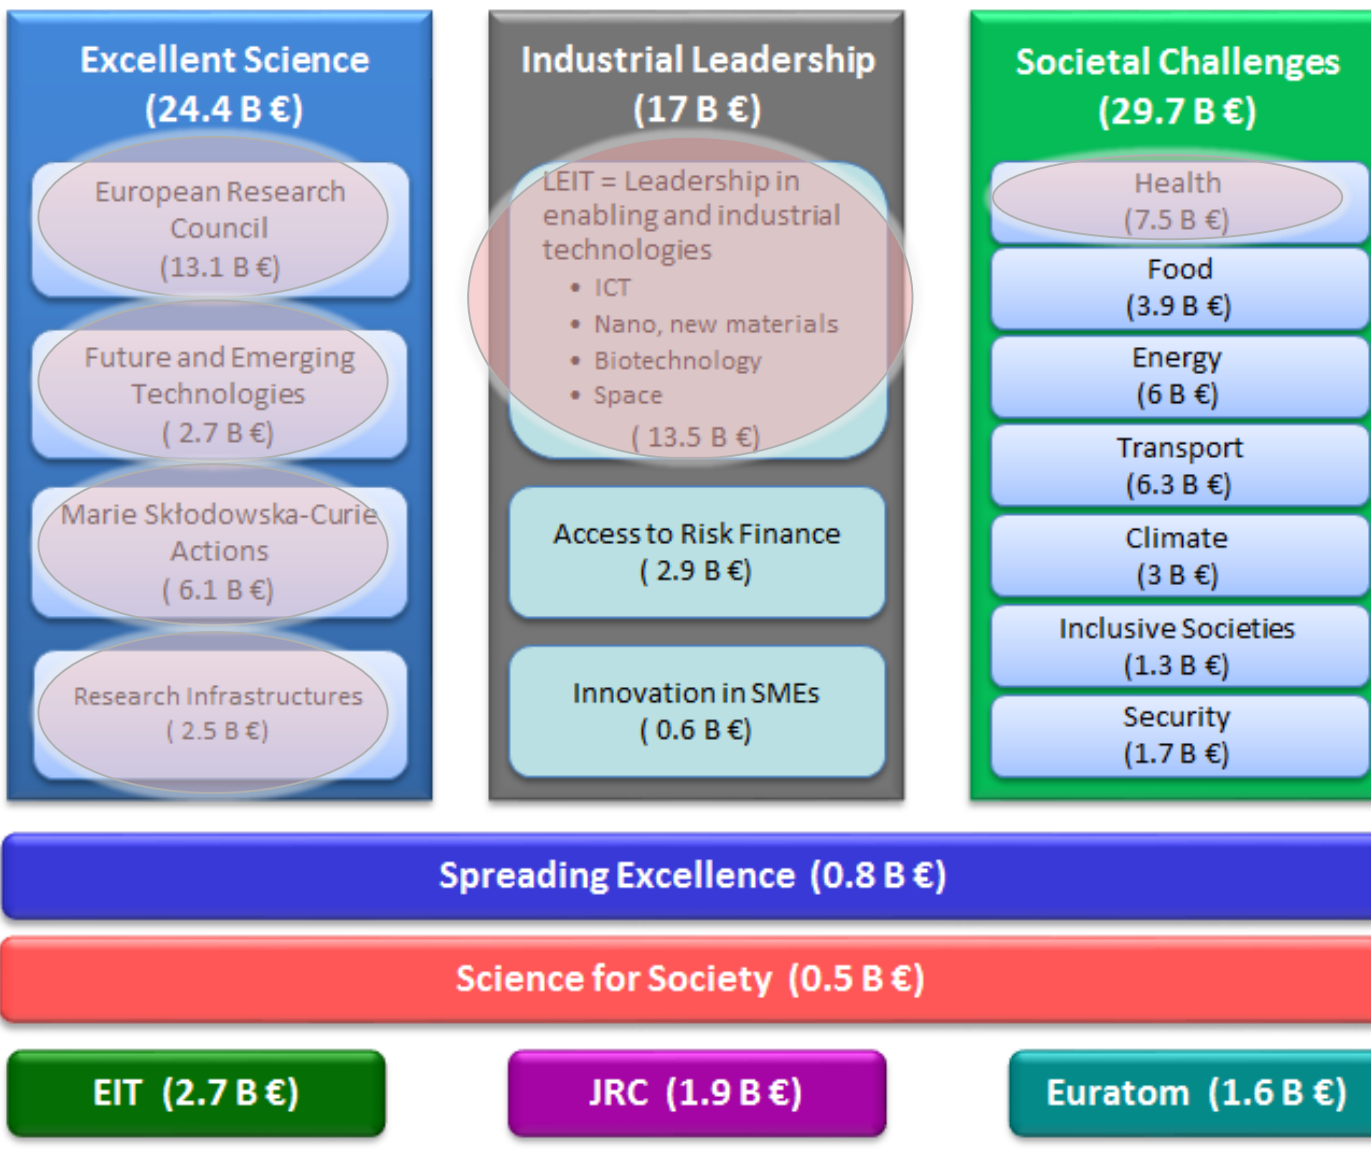 Excellent Science
(24.4 B €)
European Research
Council
(13.1 B €)
Future and Emerging
Technologies
( 2.7 B €)
Marie Skłodowska-Curie
Actions
( 6.1 B €)
Research Infrastructures
( 2.5 B €)
Industrial Leadership
(17 B €)
LEIT = Leadership in
enabling and industrial
technologies
• ICT
• Nano, new materials
• Biotechnology
• Space
( 13.5 B €)
Access to Risk Finance
( 2.9 B €)
Innovation in SMEs
( 0.6 B €)
Societal Challenges
(29.7 B €)
Health
(7.5 B €)
Food
(3.9 B €)
Energy
(6 B €)
Transport
(6.3 B €)
Climate
(3 B €)
Inclusive Societies
(1.3 B €)
Security
(1.7 B €)
Spreading Excellence (0.8 B €)
Science for Society (0.5 B €)
EIT (2.7 B €)
JRC (1.9 B €)
Euratom (1.6 B €)